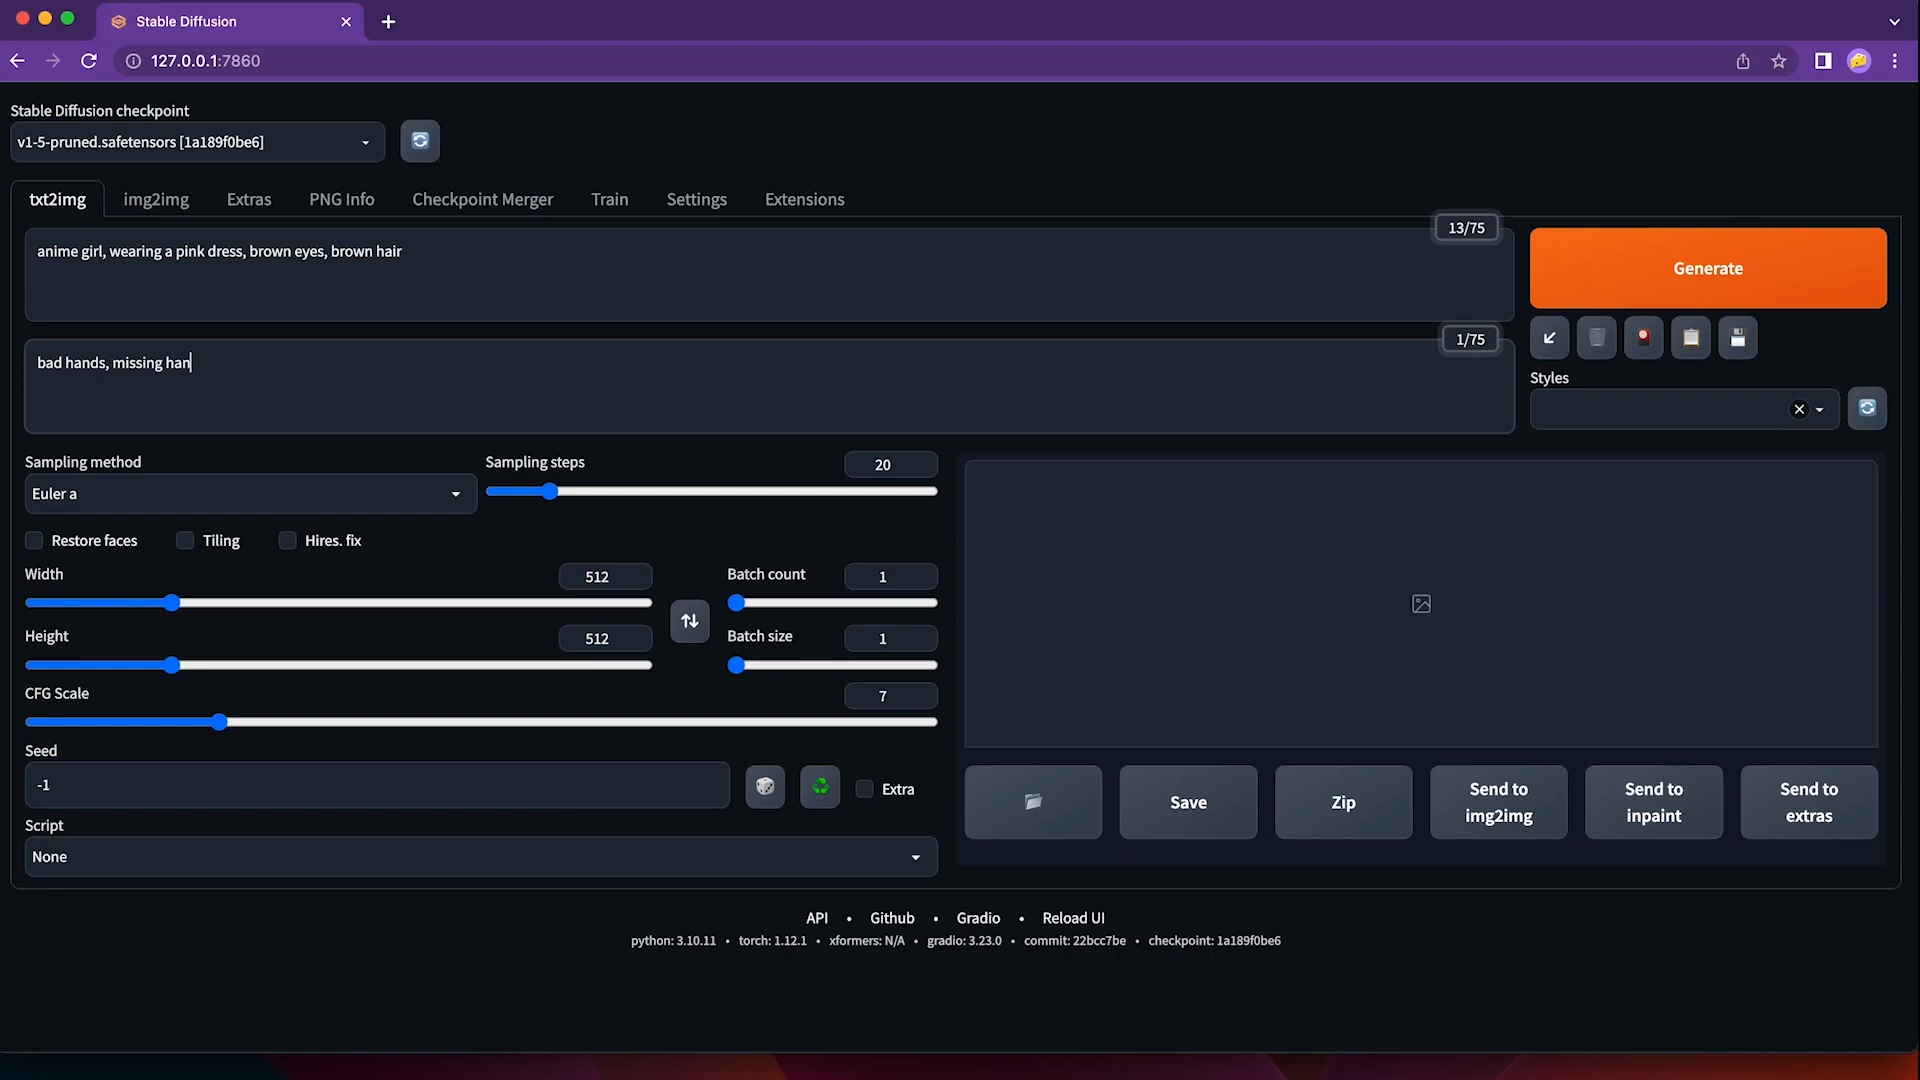 Stable Diffusion
127.0.0.1:7860
Stable Diffusion checkpoint
v1-5-pruned.safetensors [1a189f0be6]
txt2img img2img Extras PNG Info Checkpoint Merger Train Settings Extensions
13/75
anime girl, wearing a pink dress, brown eyes, brown hair
Generate
1/75
bad hands, missing han
Styles
Sampling method
Euler a
Sampling steps
20
Restore faces
Tiling
Hires. fix
Width
512
Batch count
1
Height
512
Batch size
1
CFG Scale
7
Seed
-1
Extra
Script
None
Save
Zip
Send to
img2img
Send to
inpaint
Send to
extras
API • Github • Gradio • Reload UI
python: 3.10.11 • torch: 1.12.1 • xformers: N/A • gradio: 3.23.0 • commit: 22bcc7be • checkpoint: 1a189f0be6